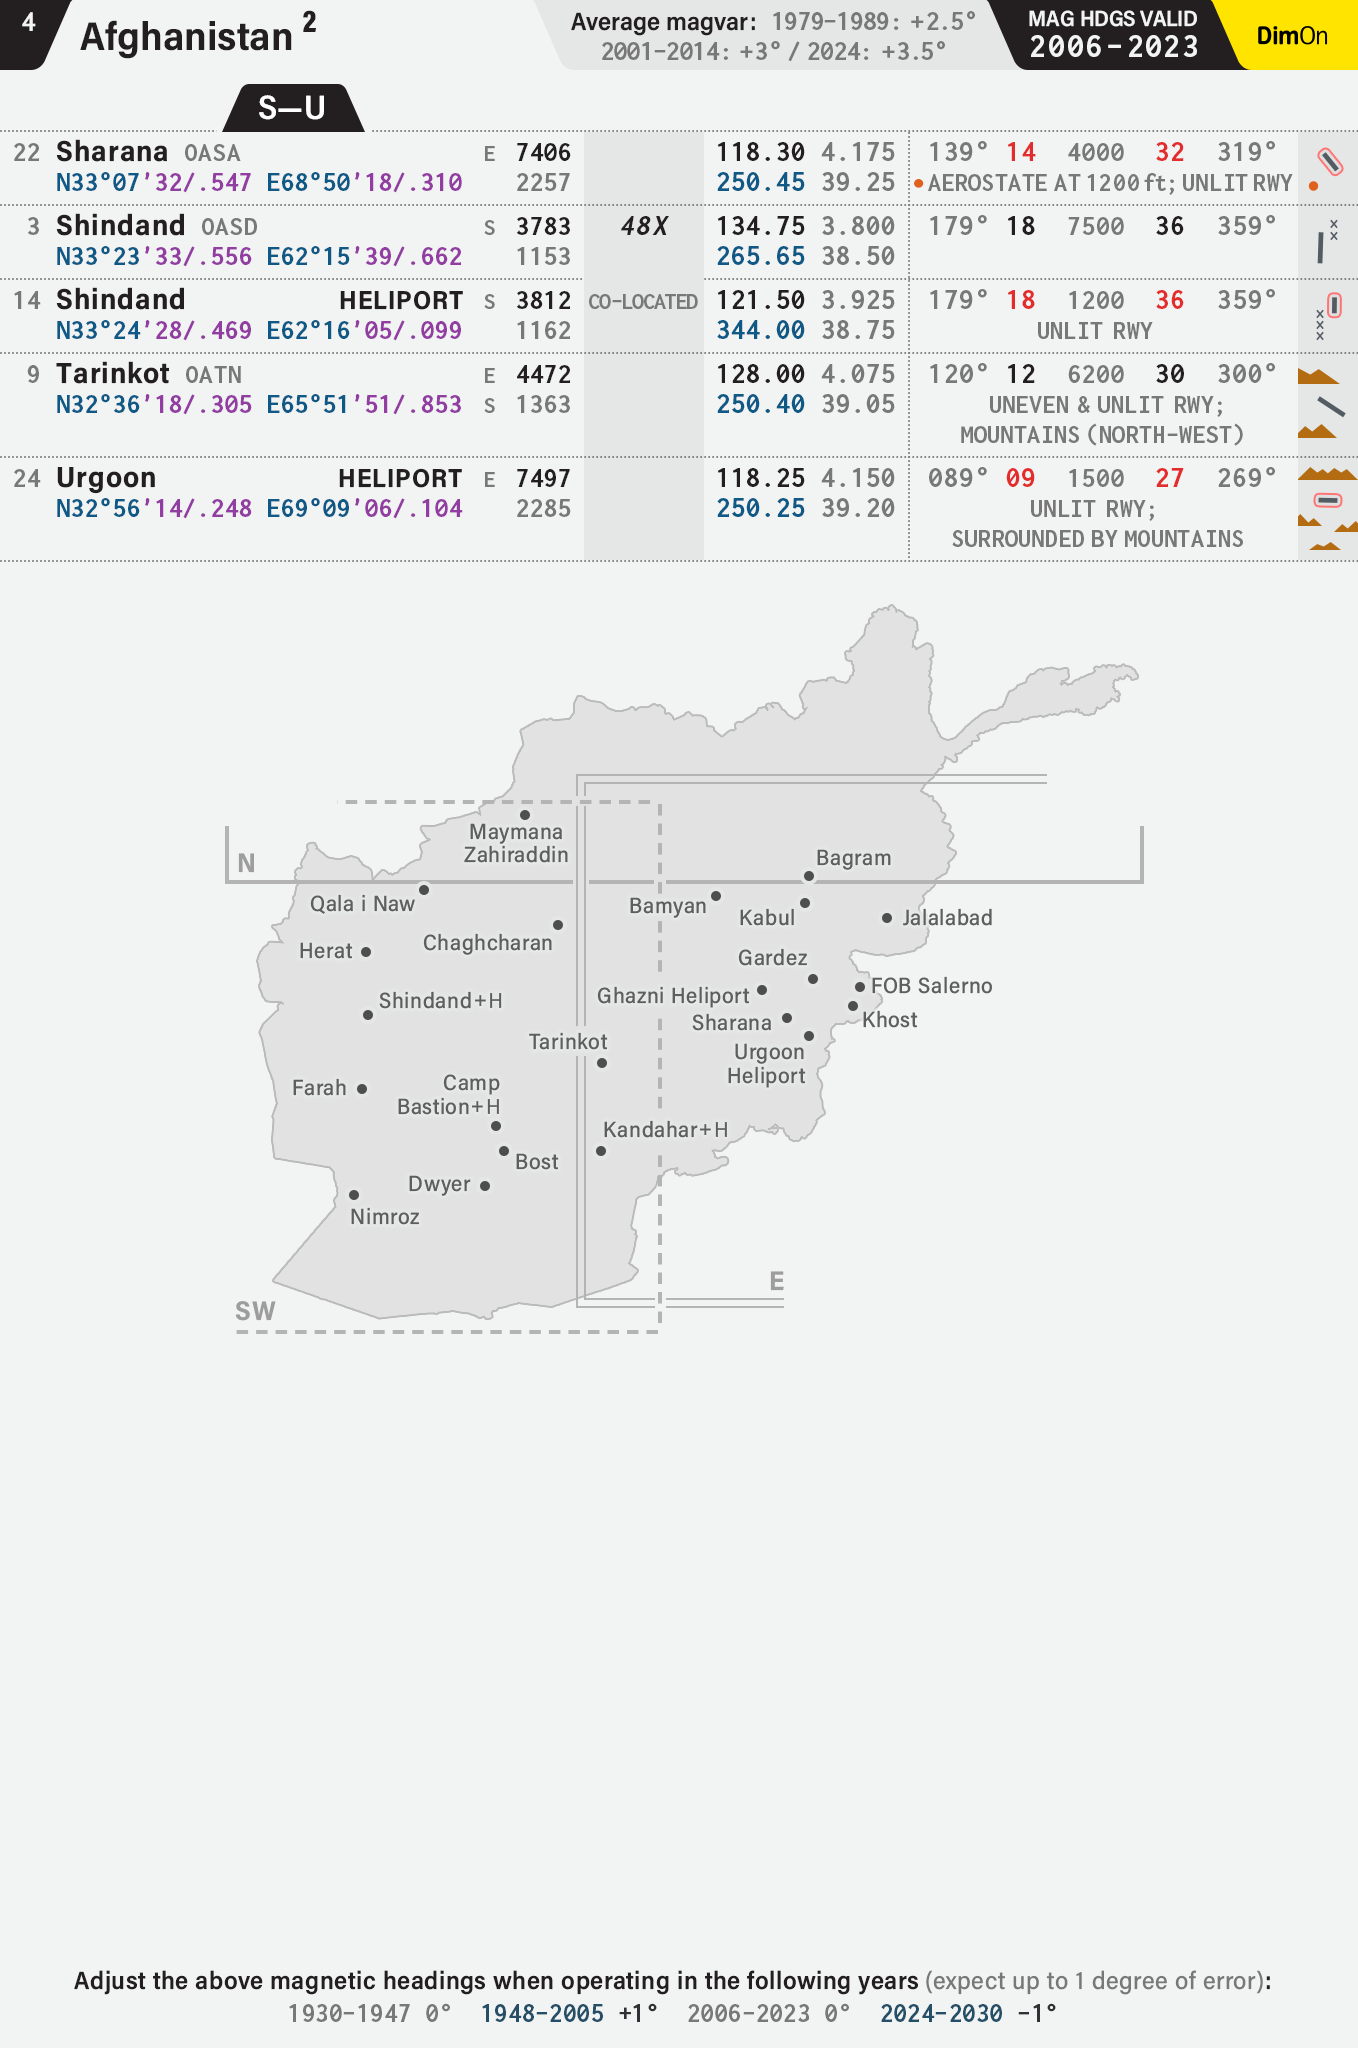 4
Afghanistan 2
Average magvar: 1979–1989: +2.5°
2001–2014: +3° / 2024: +3.5°
MAG HDGS VALID
2006–2023
DimOn
S—U
22 Sharana OASA E 7406 118.30 4.175 139° 14 4000 32 319°
N33°07'32/.547 E68°50'18/.310 2257 250.45 39.25 AEROSTATE AT 1200 ft; UNLIT RWY
3 Shindand OASD S 3783 48X 134.75 3.800 179° 18 7500 36 359°
N33°23'33/.556 E62°15'39/.662 1153 265.65 38.50
14 Shindand HELIPORT S 3812 CO-LOCATED 121.50 3.925 179° 18 1200 36 359°
N33°24'28/.469 E62°16'05/.099 1162 344.00 38.75 UNLIT RWY
9 Tarinkot OATN E 4472 128.00 4.075 120° 12 6200 30 300°
N32°36'18/.305 E65°51'51/.853 S 1363 250.40 39.05 UNEVEN & UNLIT RWY;
MOUNTAINS (NORTH-WEST)
24 Urgoon HELIPORT E 7497 118.25 4.150 089° 09 1500 27 269°
N32°56'14/.248 E69°09'06/.104 2285 250.25 39.20 UNLIT RWY;
SURROUNDED BY MOUNTAINS
Maymana
Zahiraddin
N
Bagram
Qala i Naw
Bamyan
Kabul
Jalalabad
Chaghcharan
Herat
Gardez
FOB Salerno
Ghazni Heliport
Shindand+H
Khost
Sharana
Tarinkot
Urgoon
Heliport
Farah
Camp
Bastion+H
Kandahar+H
Bost
Dwyer
Nimroz
E
SW
Adjust the above magnetic headings when operating in the following years (expect up to 1 degree of error):
1930–1947 0° 1948–2005 +1° 2006–2023 0° 2024–2030 −1°